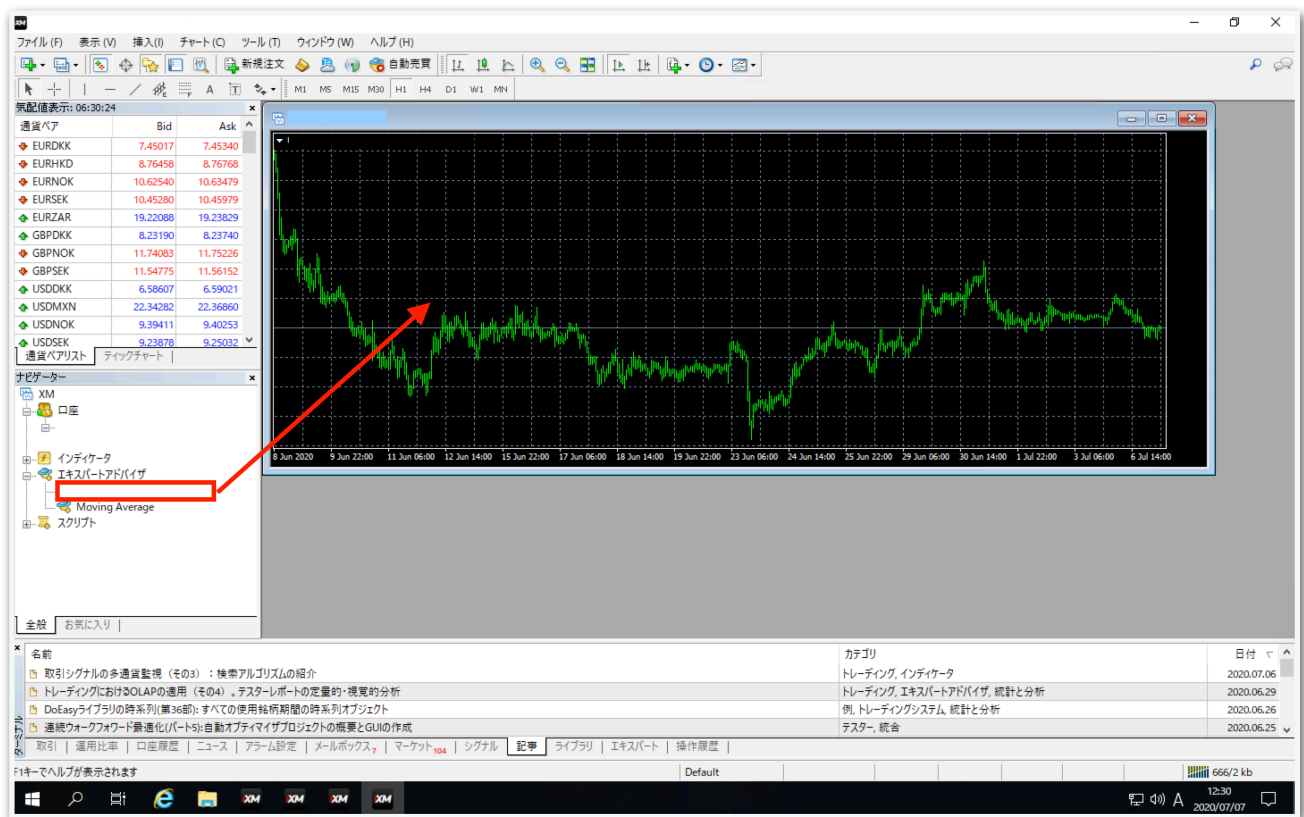 XM
ファイル (F) 表示 (V) 挿入(I) チャート (C) ツール (T) ウィンドウ (W) ヘルプ (H)
新規注文 自動売買
A T M1 M5 M15 M30 H1 H4 D1 W1 MN
気配値表示: 06:30:24
通貨ペア Bid Ask
EURDKK 7.45017 7.45340
EURHKD 8.76458 8.76768
EURNOK 10.62540 10.63479
EURSEK 10.45280 10.45979
EURZAR 19.22088 19.23829
GBPDKK 8.23190 8.23740
GBPNOK 11.74083 11.75226
GBPSEK 11.54775 11.56152
USDDKK 6.58607 6.59021
USDMXN 22.34282 22.36860
USDNOK 9.39411 9.40253
USDSEK 9.23878 9.25032
通貨ペアリスト ティックチャート
ナビゲーター
XM
口座
インディケータ
エキスパートアドバイザ
Moving Average
スクリプト
全般 お気に入り
8 Jun 2020 9 Jun 22:00 11 Jun 06:00 12 Jun 14:00 15 Jun 22:00 17 Jun 06:00 18 Jun 14:00 19 Jun 22:00 23 Jun 06:00 24 Jun 14:00 25 Jun 22:00 29 Jun 06:00 30 Jun 14:00 1 Jul 22:00 3 Jul 06:00 6 Jul 14:00
名前 カテゴリ 日付
取引シグナルの多通貨監視（その3）：検索アルゴリズムの紹介 トレーディング, インディケータ 2020.07.06
トレーディングにおけるOLAPの適用（その4）。テスターレポートの定量的・視覚的分析 トレーディング, エキスパートアドバイザ, 統計と分析 2020.06.29
DoEasyライブラリの時系列(第36部): すべての使用銘柄期間の時系列オブジェクト 例, トレーディングシステム, 統計と分析 2020.06.26
連続ウォークフォワード最適化(パート5):自動オプティマイザプロジェクトの概要とGUIの作成 テスター, 統合 2020.06.25
ターミナル
取引 運用比率 口座履歴 ニュース アラーム設定 メールボックス7 マーケット104 シグナル 記事 ライブラリ エキスパート 操作履歴
F1キーでヘルプが表示されます Default 666/2 kb
XM XM XM XM A 12:30
2020/07/07